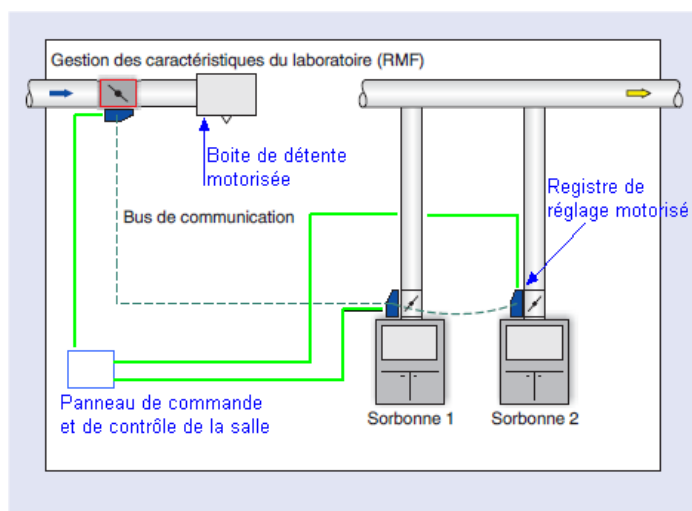 Gestion des caractéristiques du laboratoire (RMF)
Boite de détente
motorisée
Registre de
réglage motorisé
Bus de communication
Panneau de commande
et de contrôle de la salle
Sorbonne 1
Sorbonne 2